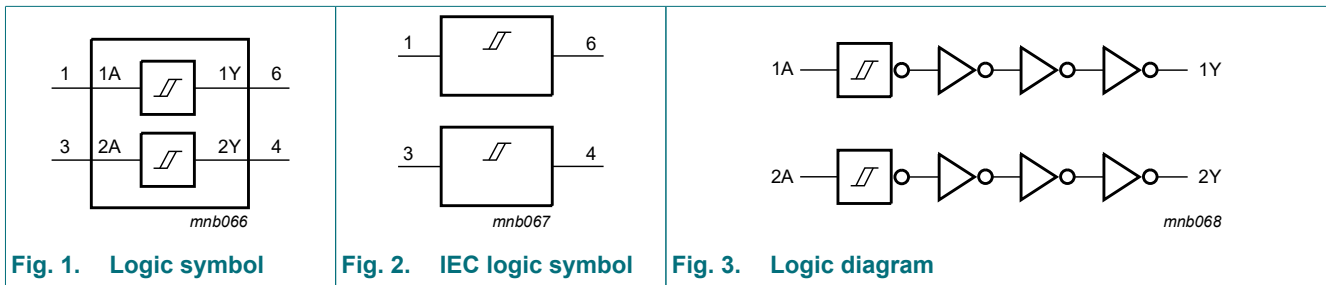 1 1A 1Y 6
3 2A 2Y 4
mnb066
Fig. 1. Logic symbol
1 6
3 4
mnb067
Fig. 2. IEC logic symbol
1A 1Y
2A 2Y
mnb068
Fig. 3. Logic diagram